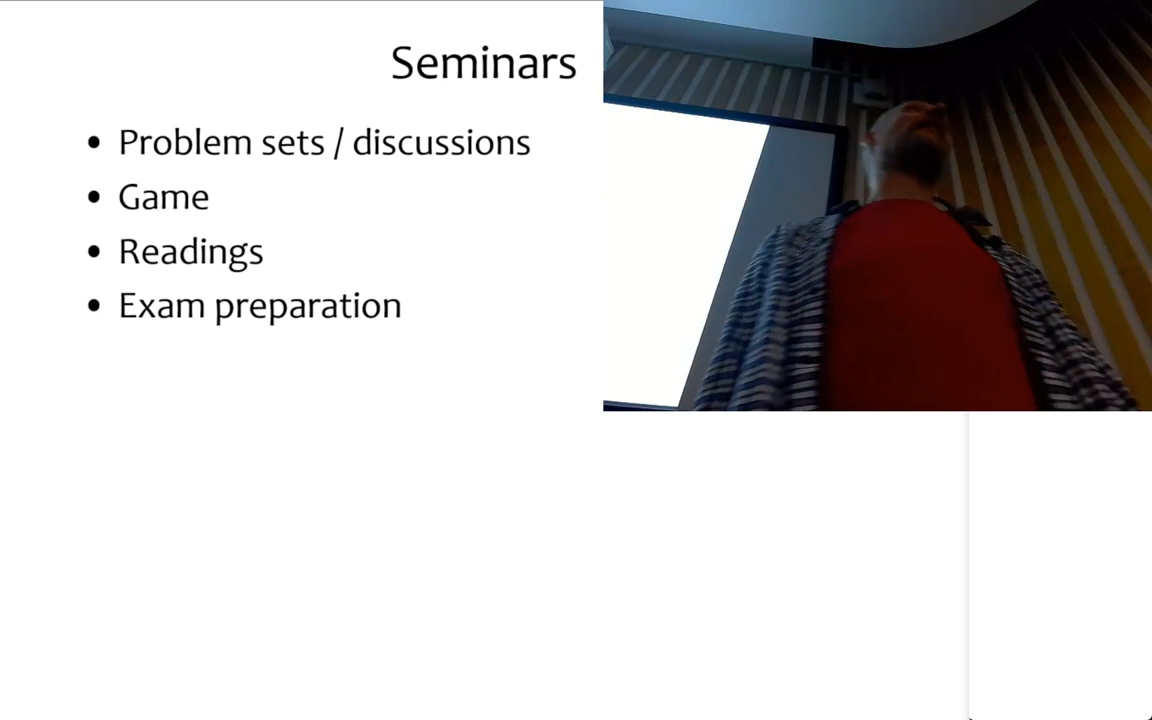 Seminars
• Problem sets / discussions
• Game
• Readings
• Exam preparation